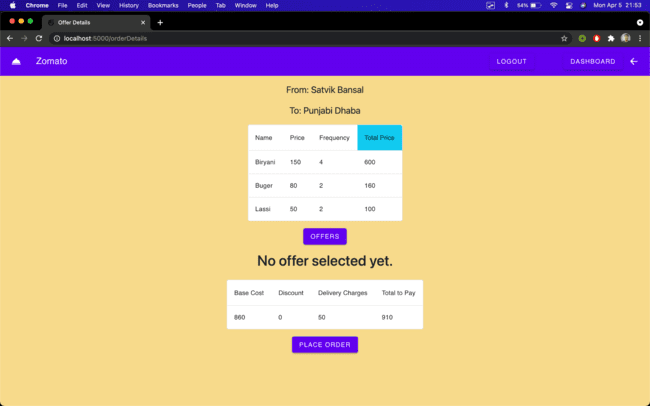 Chrome File Edit View History Bookmarks People Tab Window Help 64% Mon Apr 5 21:53
Offer Details
localhost:5000/orderDetails
Zomato LOGOUT DASHBOARD
From: Satvik Bansal
To: Punjabi Dhaba
Name Price Frequency Total Price
Biryani 150 4 600
Buger 80 2 160
Lassi 50 2 100
OFFERS
No offer selected yet.
Base Cost Discount Delivery Charges Total to Pay
860 0 50 910
PLACE ORDER